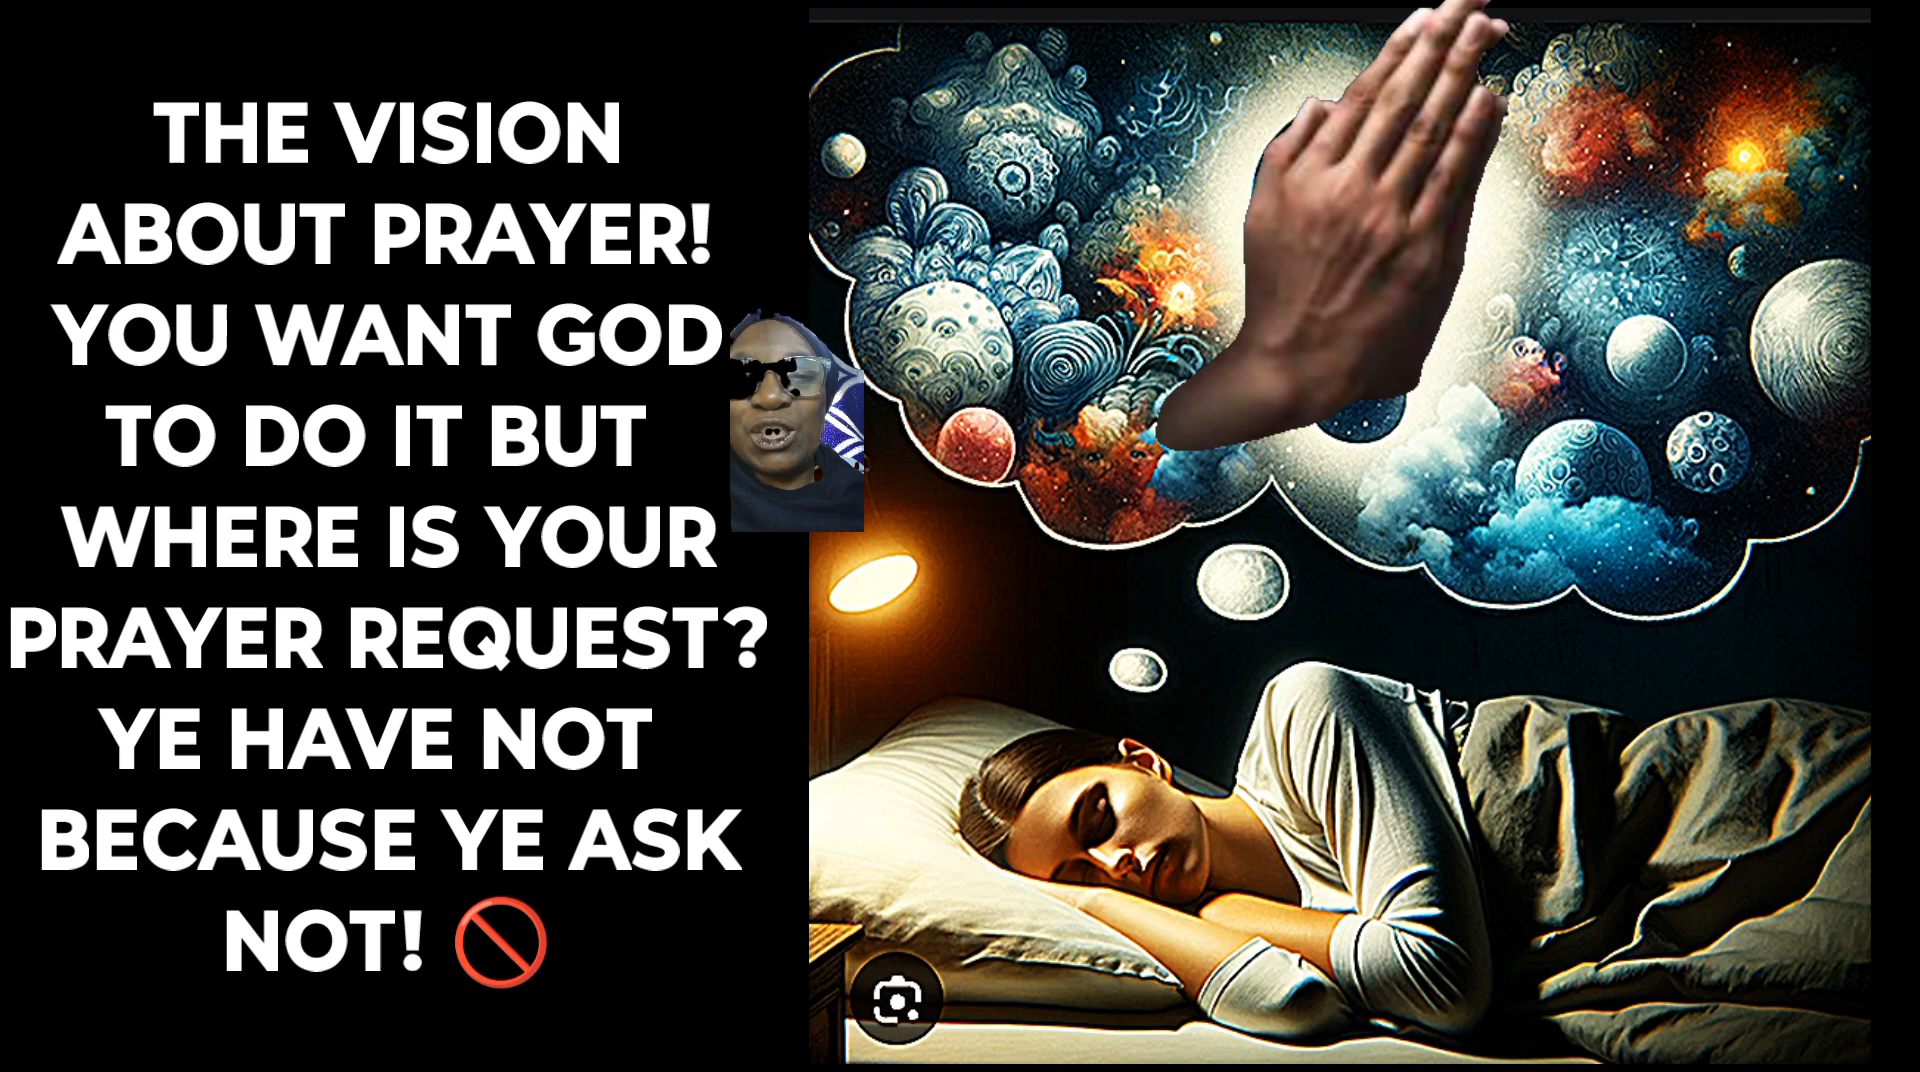 THE VISION
ABOUT PRAYER!
YOU WANT GOD
TO DO IT BUT
WHERE IS YOUR
PRAYER REQUEST?
YE HAVE NOT
BECAUSE YE ASK
NOT! 🚫